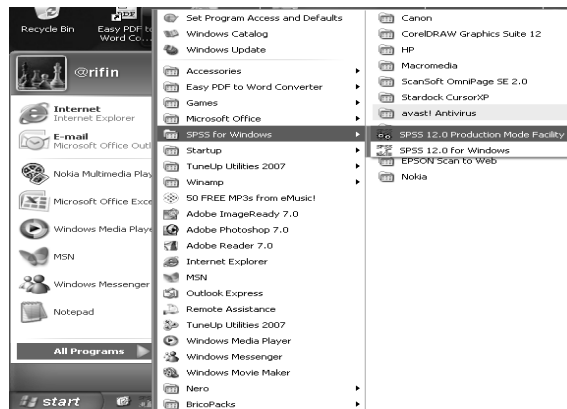 Recycle Bin
Easy PDF to
Word Co...
@rifin
Internet
Internet Explorer
E-mail
Microsoft Office Outl
Nokia Multimedia Play
Microsoft Office Exce
Windows Media Playe
MSN
Windows Messenger
Notepad
All Programs
start
Set Program Access and Defaults
Windows Catalog
Windows Update
Accessories
Easy PDF to Word Converter
Games
Microsoft Office
SPSS for Windows
Startup
TuneUp Utilities 2007
Winamp
50 FREE MP3s from eMusic!
Adobe ImageReady 7.0
Adobe Photoshop 7.0
Adobe Reader 7.0
Internet Explorer
MSN
Outlook Express
Remote Assistance
TuneUp Utilities 2007
Windows Media Player
Windows Messenger
Windows Movie Maker
Nero
BricoPacks
Canon
CorelDRAW Graphics Suite 12
HP
Macromedia
ScanSoft OmniPage SE 2.0
Stardock CursorXP
avast! Antivirus
SPSS 12.0 Production Mode Facility
SPSS 12.0 for Windows
EPSON Scan to Web
Nokia